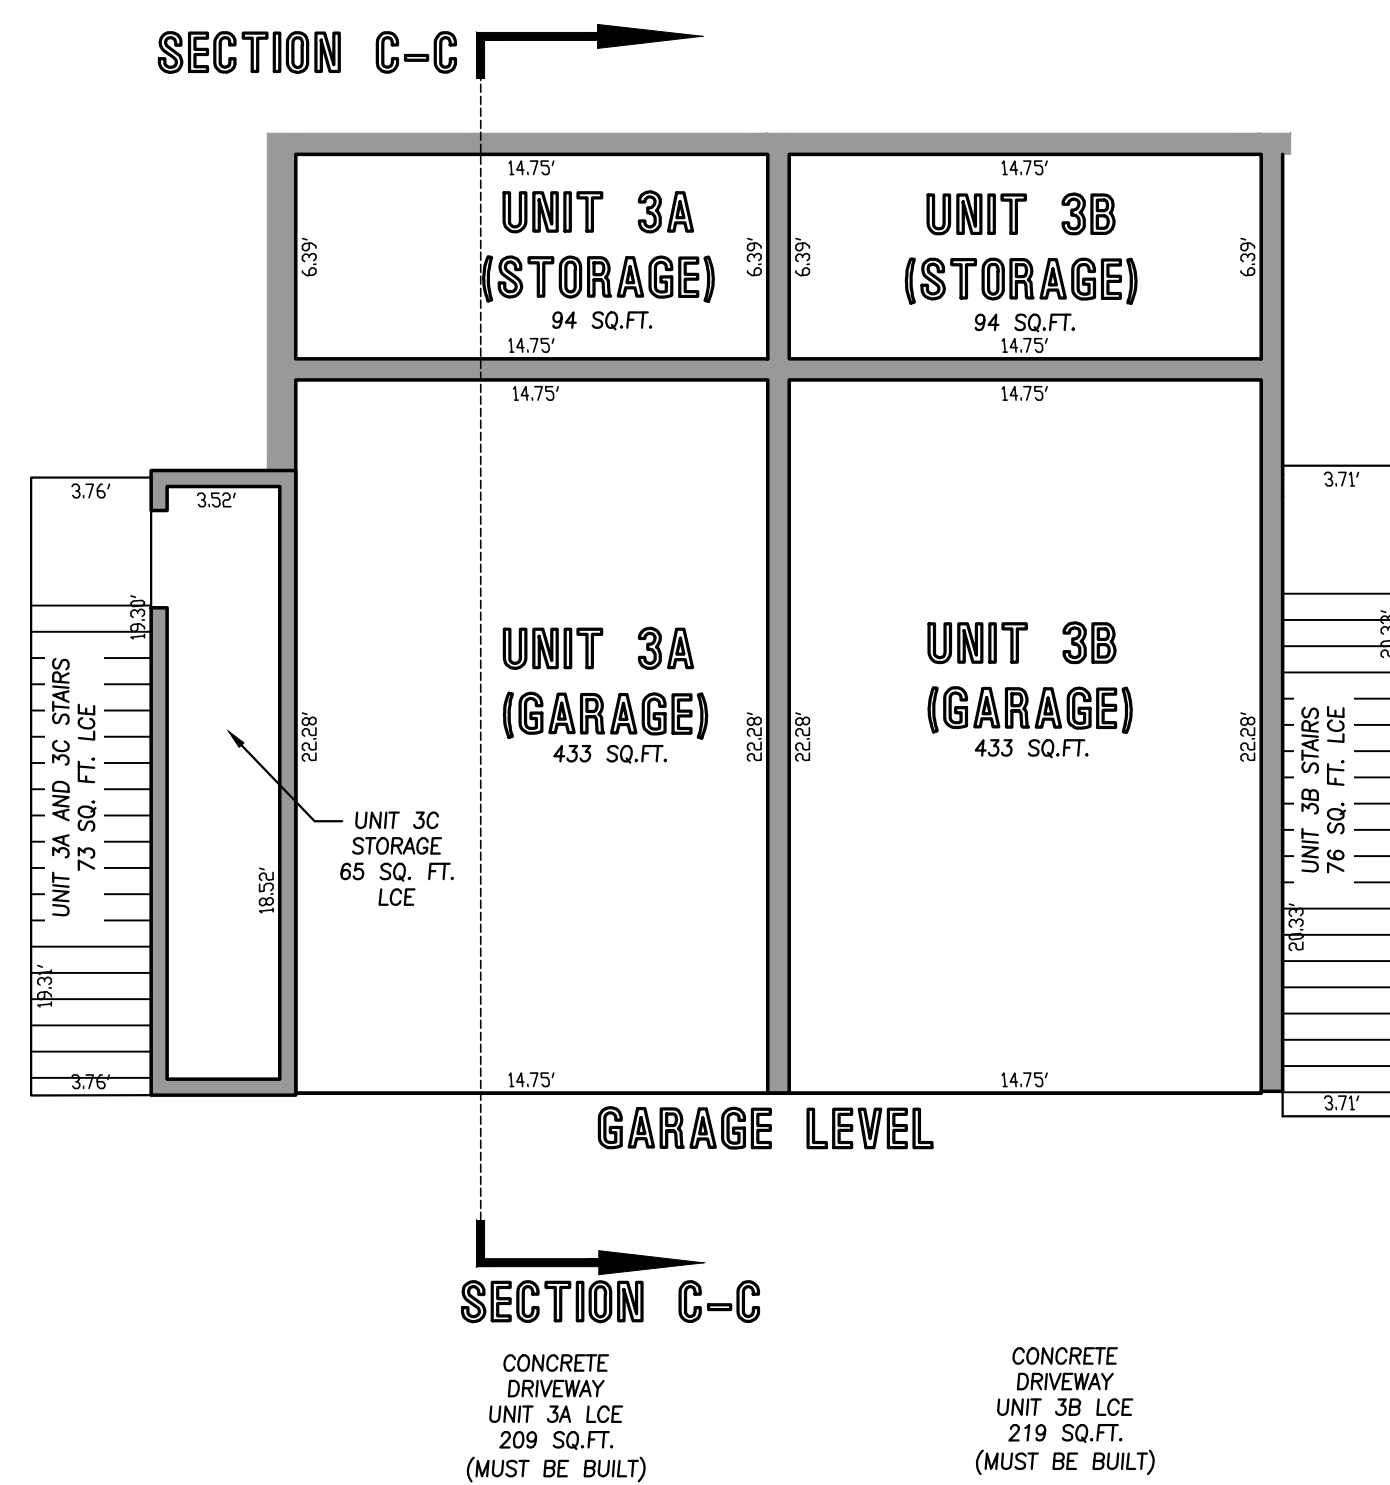 SECTION C-C
14.75'
14.75'
UNIT 3A
(STORAGE)
94 SQ.FT.
6.39'
6.39'
14.75'
UNIT 3B
(STORAGE)
94 SQ.FT.
6.39'
6.39'
14.75'
14.75'
14.75'
3.76'
3.52'
3.71'
19.30'
20.33'
UNIT 3A AND 3C STAIRS
73 SQ. FT. LCE
22.28'
UNIT 3A
(GARAGE)
433 SQ.FT.
22.28'
22.28'
UNIT 3B
(GARAGE)
433 SQ.FT.
22.28'
UNIT 3B STAIRS
76 SQ. FT. LCE
UNIT 3C
STORAGE
65 SQ. FT.
LCE
18.52'
20.33'
19.31'
3.76'
14.75'
14.75'
3.71'
GARAGE LEVEL
SECTION C-C
CONCRETE
DRIVEWAY
UNIT 3A LCE
209 SQ.FT.
(MUST BE BUILT)
CONCRETE
DRIVEWAY
UNIT 3B LCE
219 SQ.FT.
(MUST BE BUILT)